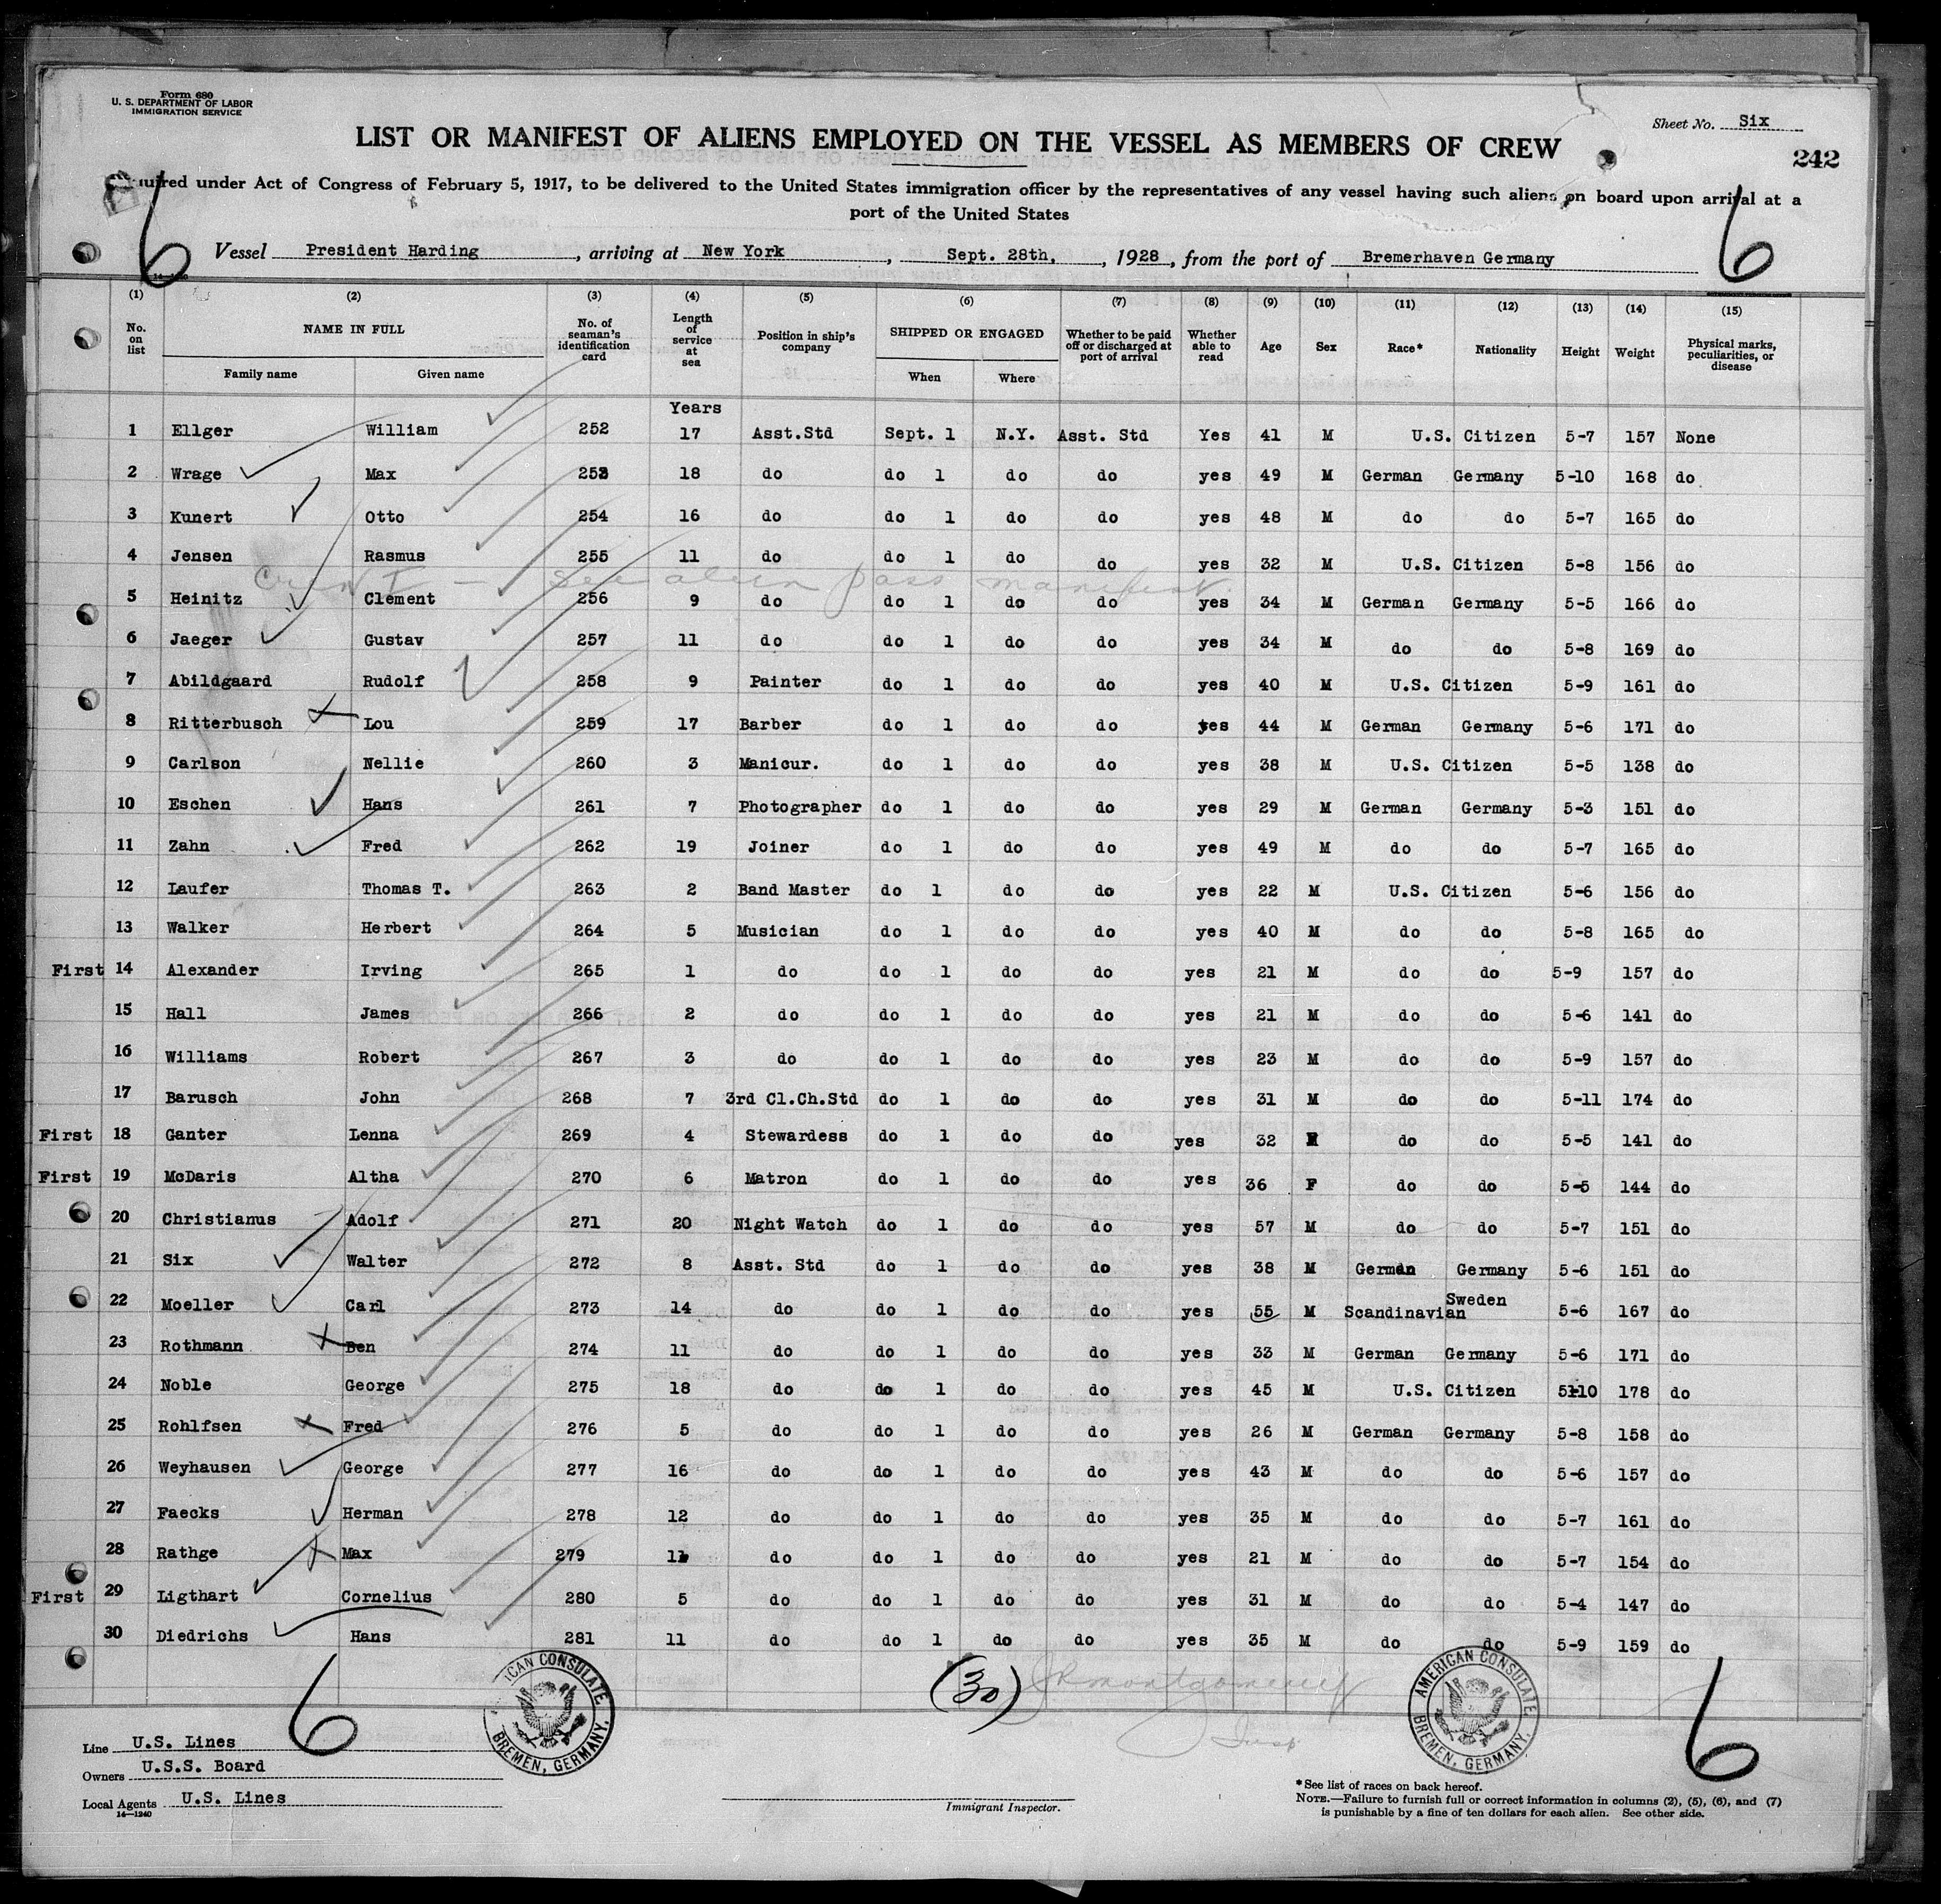 Form 680
U. S. DEPARTMENT OF LABOR
IMMIGRATION SERVICE
Sheet No. Six
LIST OR MANIFEST OF ALIENS EMPLOYED ON THE VESSEL AS MEMBERS OF CREW
242
uired under Act of Congress of February 5, 1917, to be delivered to the United States immigration officer by the representatives of any vessel having such aliens on board upon arrival at a
port of the United States
6 6
Vessel President Harding, arriving at New York, Sept. 28th, 1928, from the port of Bremerhaven Germany
14-1240
(1) (2) (3) (4) (5) (6) (7) (8) (9) (10) (11) (12) (13) (14) (15)
No. on list NAME IN FULL No. of seaman's identification card Length of service at sea Position in ship's company SHIPPED OR ENGAGED Whether to be paid off or discharged at port of arrival Whether able to read Age Sex Race* Nationality Height Weight Physical marks, peculiarities, or disease
Family name Given name When Where
Years
1 Ellger William 252 17 Asst.Std Sept. 1 N.Y. Asst. Std Yes 41 M U.S. Citizen 5-7 157 None
2 Wrage Max 253 18 do do 1 do do yes 49 M German Germany 5-10 168 do
3 Kunert Otto 254 16 do do 1 do do yes 48 M do do 5-7 165 do
4 Jensen Rasmus 255 11 do do 1 do do yes 32 M U.S. Citizen 5-8 156 do
see alien pass manifest.
5 Heinitz Clement 256 9 do do 1 do do yes 34 M German Germany 5-5 166 do
6 Jaeger Gustav 257 11 do do 1 do do yes 34 M do do 5-8 169 do
7 Abildgaard Rudolf 258 9 Painter do 1 do do yes 40 M U.S. Citizen 5-9 161 do
8 Ritterbusch Lou 259 17 Barber do 1 do do yes 44 M German Germany 5-6 171 do
9 Carlson Nellie 260 3 Manicur. do 1 do do yes 38 M U.S. Citizen 5-5 138 do
10 Eschen Hans 261 7 Photographer do 1 do do yes 29 M German Germany 5-3 151 do
11 Zahn Fred 262 19 Joiner do 1 do do yes 49 M do do 5-7 165 do
12 Laufer Thomas T. 263 2 Band Master do 1 do do yes 22 M U.S. Citizen 5-6 156 do
13 Walker Herbert 264 5 Musician do 1 do do yes 40 M do do 5-8 165 do
First 14 Alexander Irving 265 1 do do 1 do do yes 21 M do do 5-9 157 do
15 Hall James 266 2 do do 1 do do yes 21 M do do 5-6 141 do
16 Williams Robert 267 3 do do 1 do do yes 23 M do do 5-9 157 do
17 Barusch John 268 7 3rd Cl.Ch.Std do 1 do do yes 31 M do do 5-11 174 do
First 18 Ganter Lenna 269 4 Stewardess do 1 do do yes 32 F do do 5-5 141 do
First 19 McDaris Altha 270 6 Matron do 1 do do yes 36 F do do 5-5 144 do
20 Christianus Adolf 271 20 Night Watch do 1 do do yes 57 M do do 5-7 151 do
21 Six Walter 272 8 Asst. Std do 1 do do yes 38 M German Germany 5-6 151 do
22 Moeller Carl 273 14 do do 1 do do yes 55 M Scandinavian Sweden 5-6 167 do
23 Rothmann Ben 274 11 do do 1 do do yes 33 M German Germany 5-6 171 do
24 Noble George 275 18 do do 1 do do yes 45 M U.S. Citizen 5-10 178 do
25 Rohlfsen Fred 276 5 do do 1 do do yes 26 M German Germany 5-8 158 do
26 Weyhausen George 277 16 do do 1 do do yes 43 M do do 5-6 157 do
27 Faecks Herman 278 12 do do 1 do do yes 35 M do do 5-7 161 do
28 Rathge Max 279 11 do do 1 do do yes 21 M do do 5-7 154 do
First 29 Ligthart Cornelius 280 5 do do 1 do do yes 31 M do do 5-4 147 do
30 Diedrichs Hans 281 11 do do 1 do do yes 35 M do do 5-9 159 do
6 (30) 6
AMERICAN CONSULATE
BREMEN, GERMANY.
JRMontgomery
Insp
AMERICAN CONSULATE
BREMEN, GERMANY.
Line U.S. Lines
Owners U.S.S. Board
Local Agents U.S. Lines
14-1240
Immigrant Inspector.
*See list of races on back hereof.
NOTE.—Failure to furnish full or correct information in columns (2), (5), (6), and (7)
is punishable by a fine of ten dollars for each alien. See other side.